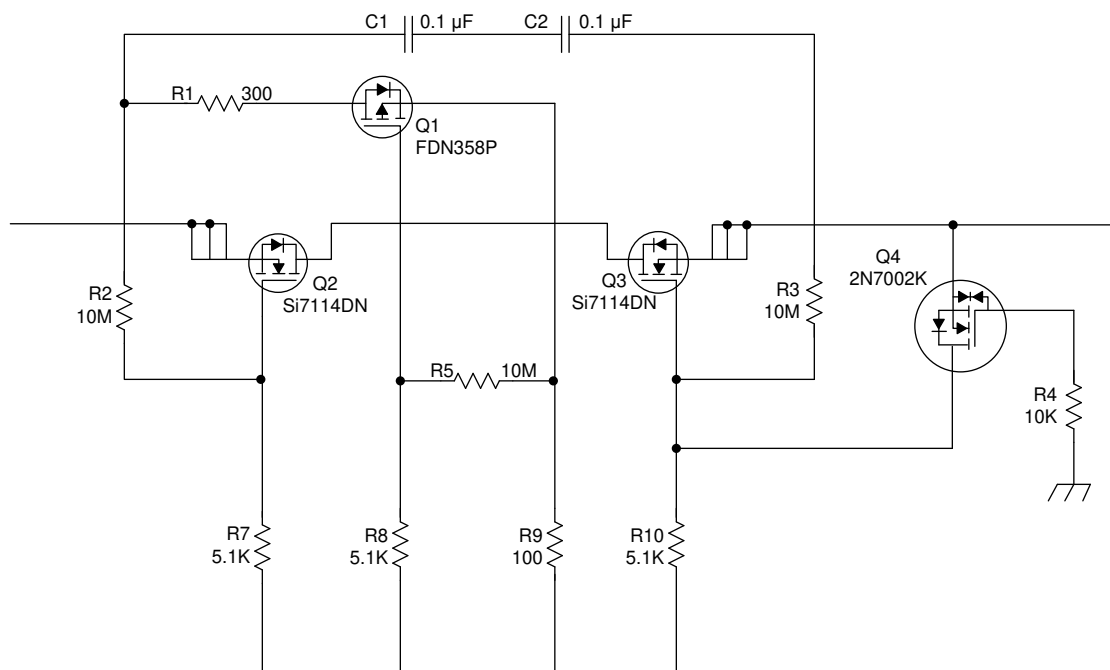 C1 0.1 µF C2 0.1 µF
R1 300
Q1
FDN358P
Q4
2N7002K
R2
10M
Q2
Si7114DN
Q3
Si7114DN
R3
10M
R5 10M
R4
10K
R7
5.1K
R8
5.1K
R9
100
R10
5.1K